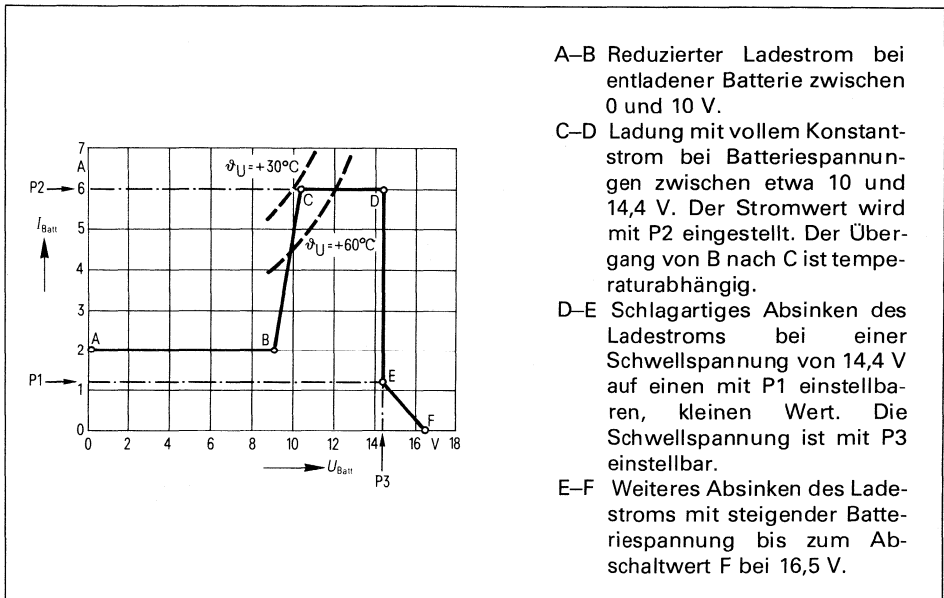 7
A
6
5
4
3
2
1
0
P2
I Batt
P1
ϑU=+30°C
ϑU=+60°C
A
B
C
D
E
F
0 2 4 6 8 10 12 14 16 V 18
U Batt
P3
A–B Reduzierter Ladestrom bei
entladener Batterie zwischen
0 und 10 V.
C–D Ladung mit vollem Konstant-
strom bei Batteriespannun-
gen zwischen etwa 10 und
14,4 V. Der Stromwert wird
mit P2 eingestellt. Der Über-
gang von B nach C ist tempe-
raturabhängig.
D–E Schlagartiges Absinken des
Ladestroms bei einer
Schwellspannung von 14,4 V
auf einen mit P1 einstellba-
ren, kleinen Wert. Die
Schwellspannung ist mit P3
einstellbar.
E–F Weiteres Absinken des Lade-
stroms mit steigender Batte-
riespannung bis zum Ab-
schaltwert F bei 16,5 V.